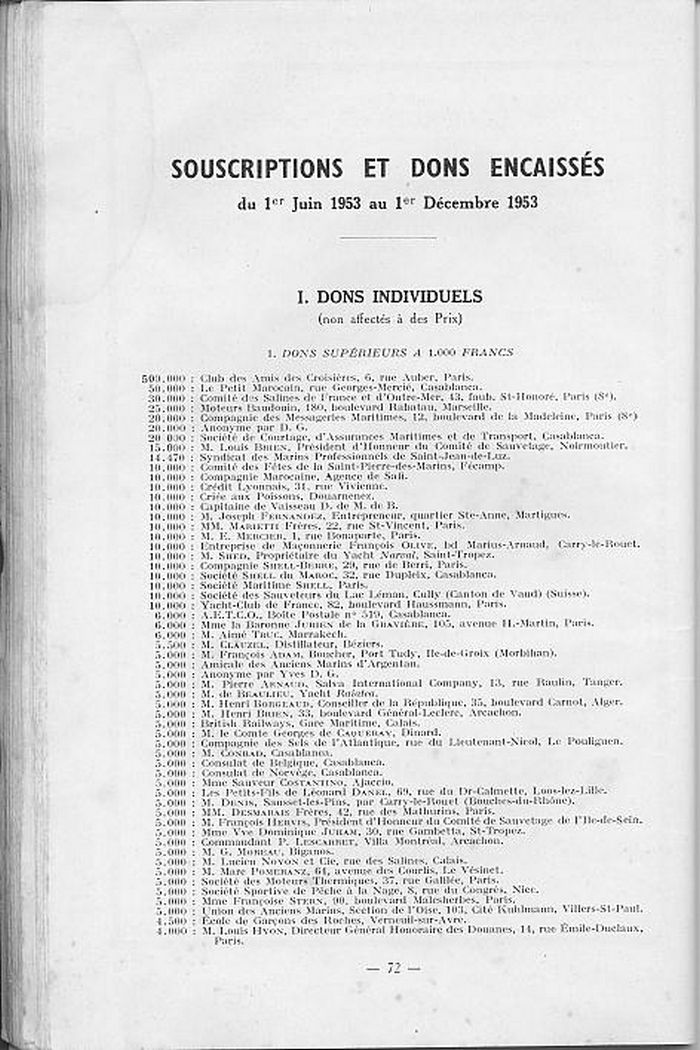 SOUSCRIPTIONS ET DONS ENCAISSÉS
du 1er Juin 1953 au 1er Décembre 1953
I. DONS INDIVIDUELS
(non affectés à des Prix)
1. DONS SUPÉRIEURS A 1.000 FRANCS
500.000 : Club des Amis des Croisières, 6, rue Auber, Paris.
50.000 : Le Petit Marocain, rue Georges-Mercié, Casablanca.
30.000 : Comité des Salines de France et d'Outre-Mer, 43, faub. St-Honoré, Paris (8e).
25.000 : Moteurs Baudouin, 180, boulevard Rabatau, Marseille.
20.000 : Compagnie des Messageries Maritimes, 12, boulevard de la Madeleine, Paris (8e)
20.000 : Anonyme par D. G.
20 000 : Société de Courtage, d'Assurances Maritimes et de Transport, Casablanca.
15.000 : M. Louis BRIEN, Président d'Honneur du Comité de Sauvetage, Noirmoutier.
14.470 : Syndicat des Marins Professionnels de Saint-Jean-de-Luz.
10.000 : Comité des Fêtes de la Saint-Pierre-des-Marins, Fécamp.
10.000 : Compagnie Marocaine, Agence de Safi.
10.000 : Crédit Lyonnais, 31, rue Vivienne.
10.000 : Criée aux Poissons, Douarnenez.
10.000 : Capitaine de Vaisseau D. de M. de B.
10.000 : M. Joseph FERNANDEZ, Entrepreneur, quartier Ste-Anne, Martigues.
10.000 : MM. MARIETTI Frères, 22, rue St-Vincent, Paris.
10.000 : M. E. MERCIER, 1, rue Bonaparte, Paris.
10.000 : Entreprise de Maçonnerie François OLIVE, bd Marius-Arnaud, Carry-le-Rouet.
10.000 : M. SHED, Propriétaire du Yacht Saint-Tropez.
10.000 : Compagnie SHELL-BERRE, 29, rue de Berri, Paris.
10.000 : Société SHELL DU MAROC, 32, rue Dupleix, Casablanca.
10.000 : Société Maritime SHELL, Paris.
10.000 : Société des Sauveteurs du Lac Léman, Cully (Canton de Vaud) (Suisse).
10.000 : Yacht-Club de France, 82, boulevard Haussmann, Paris.
6.000 : A.E.T.C.O., Boîte Postale n° 519, Casablanca.
6.000 : Mme la Baronne JURIEN de la GRAVIÈRE, 105, avenue H.-Martin, Paris.
6.000 : M. Aimé TRUC, Marrakech.
5.500 : M. CLAUZEL, Distillateur, Béziers.
5.000 : M. François ADAM, Boucher, Port Tudy, Ile-de-Groix (Morbihan).
5.000 : Amicale des Anciens Marins d'Argentan.
5.000 : Anonyme par Yves D. G.
5.000 : M. Pierre ARNAUD, Salva International Company, 13, rue Raulin, Tanger.
5.000 : M. de BEAULIEU, Yacht
5.000 : M. Henri BORGEAUD, Conseiller de la République, 35, boulevard Carnot, Alger.
5.000 : M. Henri BRIEN, 33, boulevard Général-Leclerc, Arcachon.
5.000 : British Railways, Gare Maritime, Calais.
5.000 : M. le Comte Georges de CAQUERAY, Dinard.
5.000 : Compagnie des Sels de l'Atlantique, rue du Lieutenant-Nicol, Le Pouliguen.
5.000 : M. CONRAD, Casablanca.
5.000 : Consulat de Belgique, Casablanca.
5.000 : Consulat de Norvège, Casablanca.
5.000 : Mme Sauveur COSTANTINO, Ajaccio.
5.000 : Les Petits-Fils de Léonard DANEL, 69, rue du Dr-Calmette, Loos-lez-Lille.
5.000 : M. DENIS, Sausset-les-Pins, par Carry-le-Rouet (Bouches-du-Rhône).
5.000 : MM. DESMARAIS Frères, 42, rue des Mathurins, Paris.
5.000 : M. François HERVIS, Président d'Honneur du Comité de Sauvetage de l'Ile-de-Sein.
5.000 : Mme Vve Dominique JUHAM, 30, rue Gambetta, St-Tropez.
5.000 : Commandant P. LESCARRET, Villa Montréal, Arcachon.
5.000 : M. G. MOREAU, Biganos.
5.000 : M. Lucien NOYON et Cie, rue des Salines, Calais.
5.000 : M. Marc POMERANZ, 64, avenue des Courlis, Le Vésinet.
5.000 : Société des Moteurs Thermiques, 37, rue Galilée, Paris.
5.000 : Société Sportive de Pêche à la Nage, 8, rue du Congrès, Nice.
5.000 : Mme Françoise STERN, 90, boulevard Malesherbes, Paris.
5.000 : Union des Anciens Marins, Section de l'Oise, 103, Cité Kuhlmann, Villers-St-Paul.
4.500 : École de Garçons des Roches, Verneuil-sur-Avre.
4.000 : M. Louis HYON, Directeur Général Honoraire des Douanes, 14, rue Émile-Duclaux,
Paris.
— 72 —